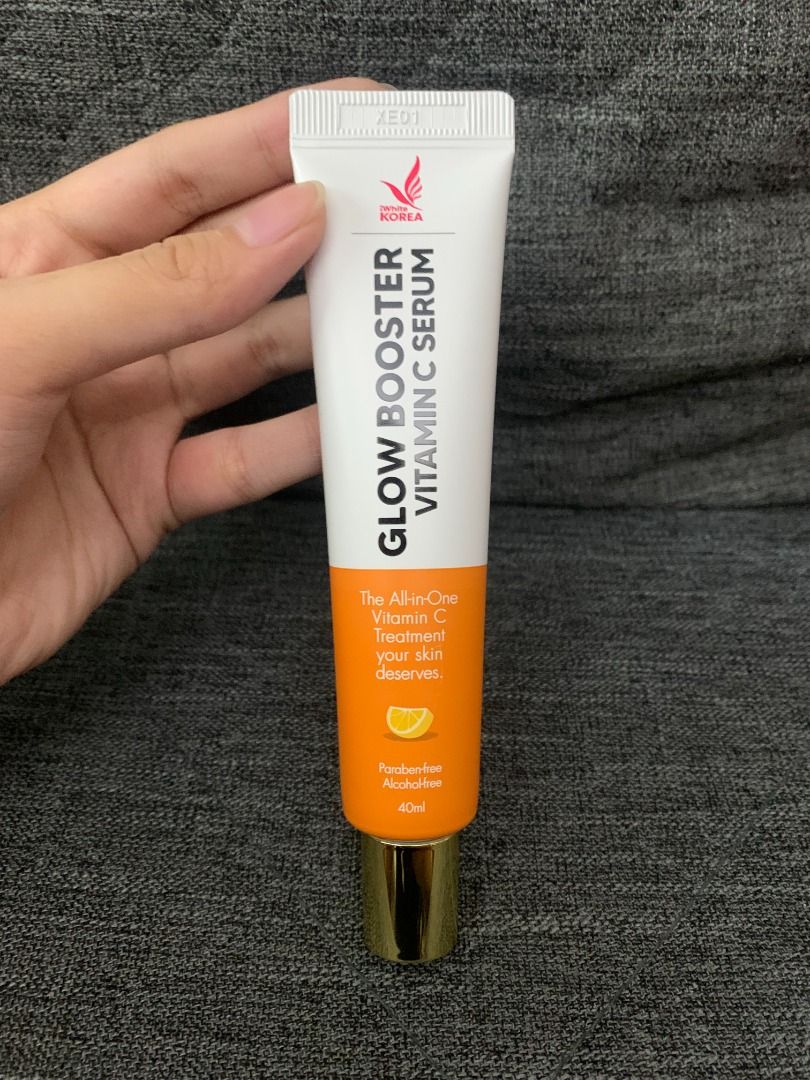 XE01
iWhite
KOREA
GLOW BOOSTER
VITAMIN C SERUM
The All-in-One
Vitamin C
Treatment
your skin
deserves.
Paraben-free
Alcohol-free
40ml